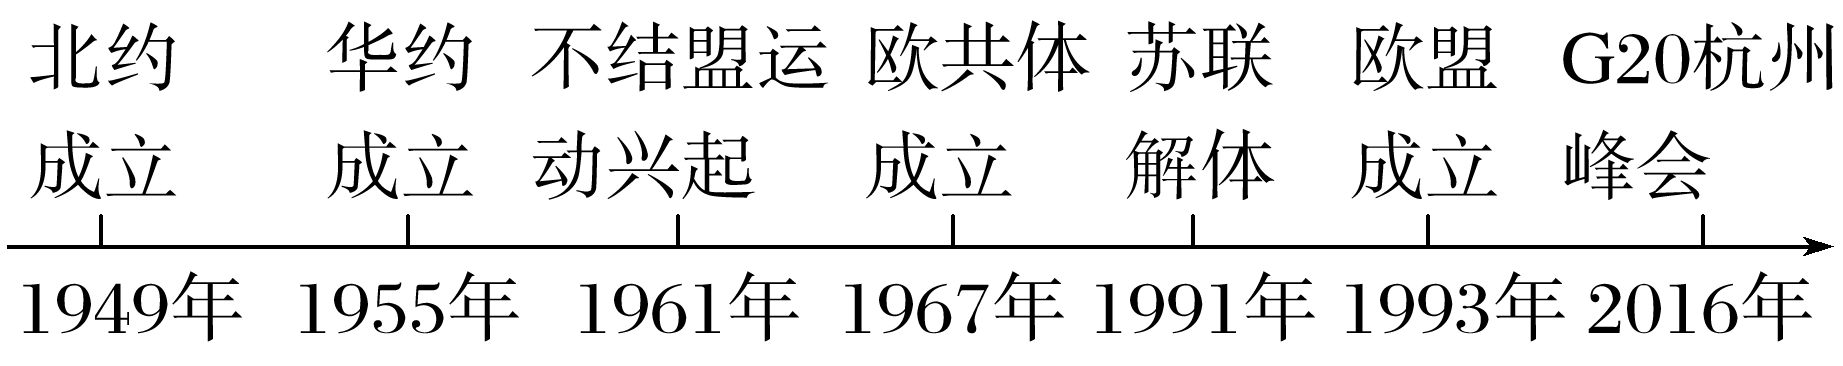 北约 华约 不结盟运 欧共体 苏联 欧盟 G20杭州
成立 成立 动兴起 成立 解体 成立 峰会
1949年 1955年 1961年 1967年 1991年 1993年 2016年